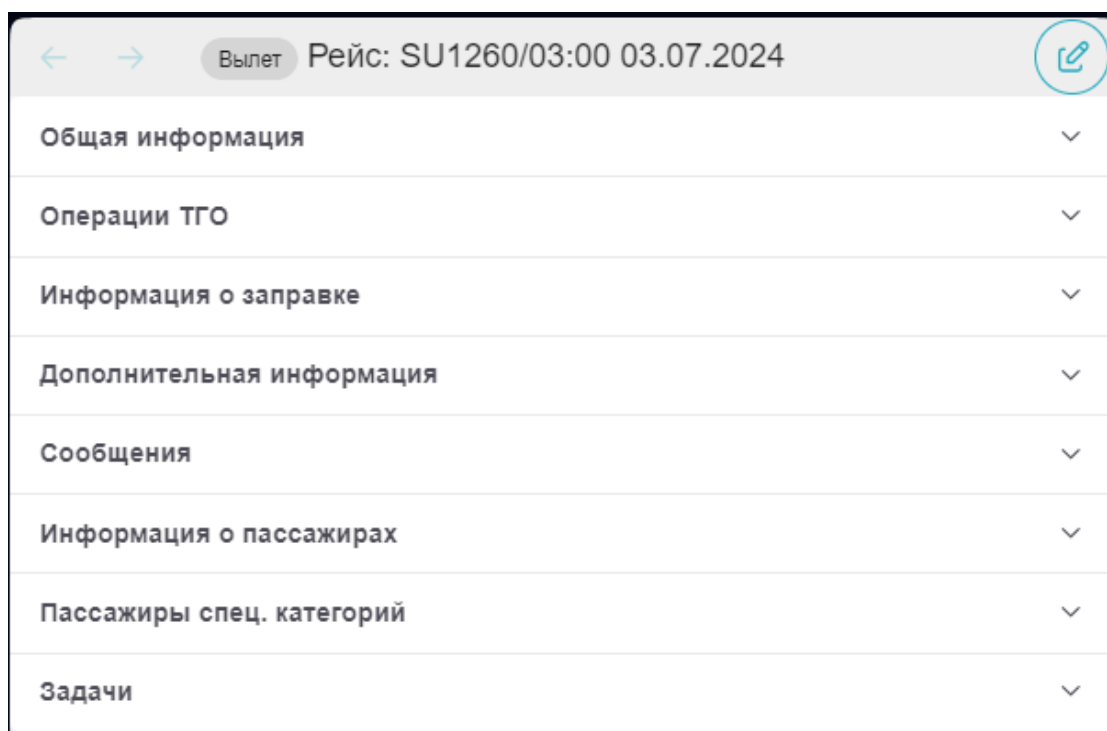 Вылет Рейс: SU1260/03:00 03.07.2024
Общая информация
Операции ТГО
Информация о заправке
Дополнительная информация
Сообщения
Информация о пассажирах
Пассажиры спец. категорий
Задачи